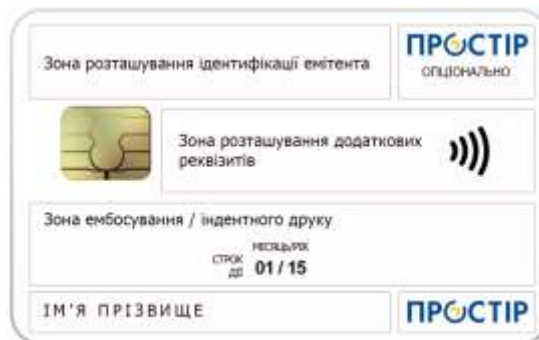 ПРОСТІР
Зона розташування ідентифікації емітента
ОПЦІОНАЛЬНО
Зона розташування додаткових
реквізитів
Зона ембосування / індентного друку
МІСЯЦЬ/РІК
СТРОК
ДІЇ 01 / 15
ІМ'Я ПРІЗВИЩЕ
ПРОСТІР